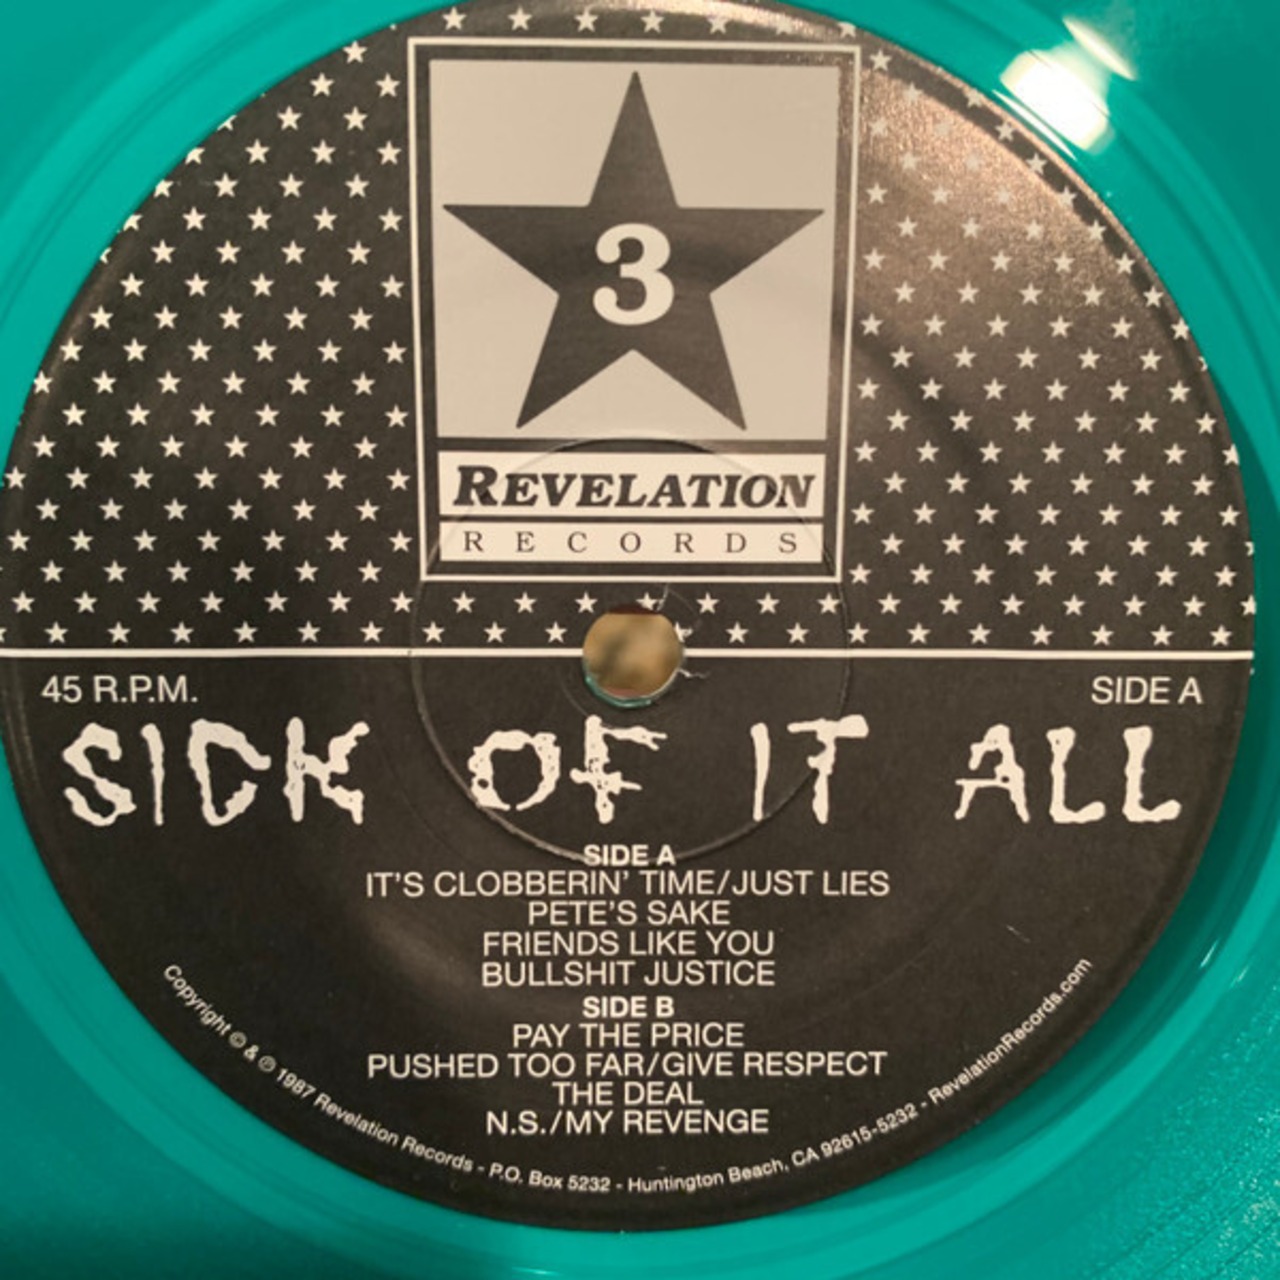 3
REVELATION
RECORDS
45 R.P.M.
SIDE A
SICK OF IT ALL
SIDE A
IT'S CLOBBERIN' TIME/JUST LIES
PETE'S SAKE
FRIENDS LIKE YOU
BULLSHIT JUSTICE
SIDE B
PAY THE PRICE
PUSHED TOO FAR/GIVE RESPECT
THE DEAL
N.S./MY REVENGE
Copyright © & ℗ 1987 Revelation Records - P.O. Box 5232 - Huntington Beach, CA 92615-5232 - RevelationRecords.com